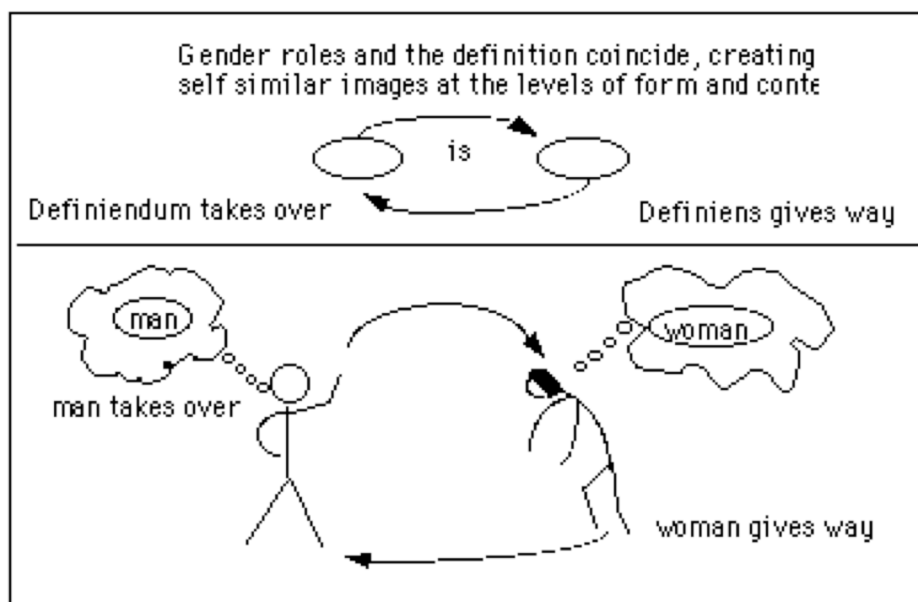 Gender roles and the definition coincide, creating
self similar images at the levels of form and conte
is
Definiendum takes over
Definiens gives way
man
woman
man takes over
woman gives way